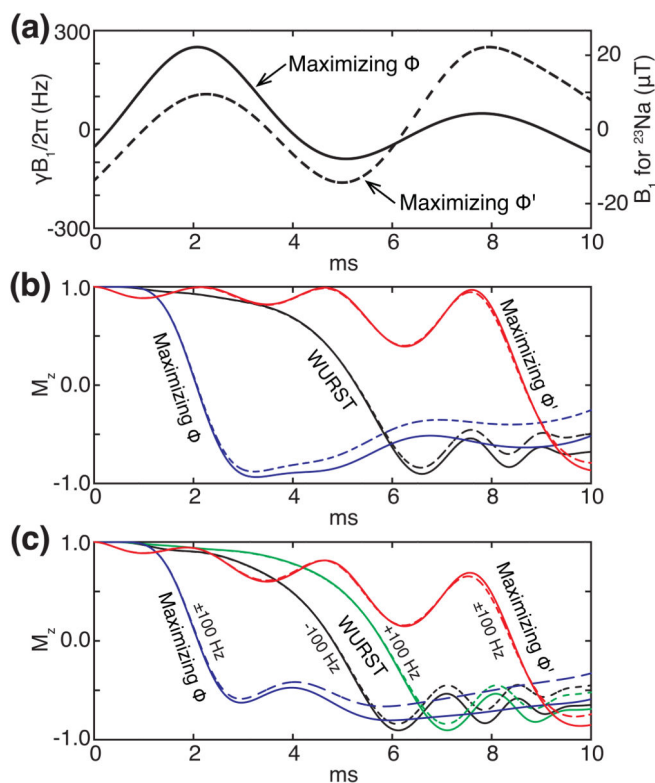 (a)
300
0
-300
γB₁/2π (Hz)
Maximizing Φ
Maximizing Φ'
20
0
-20
B₁ for ²³Na (μT)
0 2 4 6 8 10
ms
(b)
1.0
0.0
-1.0
M_z
Maximizing Φ
WURST
Maximizing Φ'
0 2 4 6 8 10
ms
(c)
1.0
0.0
-1.0
M_z
Maximizing Φ
±100 Hz
-100 Hz
WURST
+100 Hz
±100 Hz
Maximizing Φ'
0 2 4 6 8 10
ms